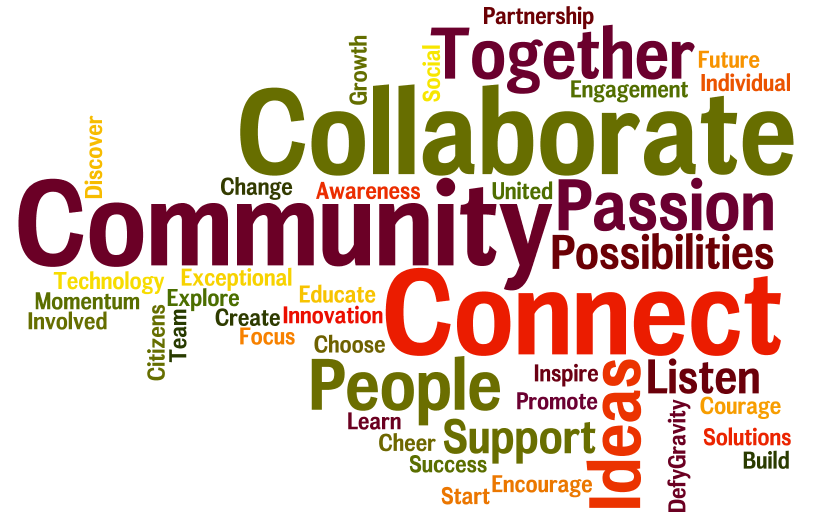 Partnership
Together
Growth
Social
Future
Individual
Engagement
Collaborate
Discover
Change
Awareness
United
Community
Passion
Possibilities
Technology
Exceptional
Momentum
Explore
Educate
Connect
Involved
Citizens
Team
Create
Innovation
Focus
Choose
People
Inspire
Ideas
Listen
Promote
Courage
Learn
DefyGravity
Cheer
Support
Solutions
Success
Build
Start
Encourage